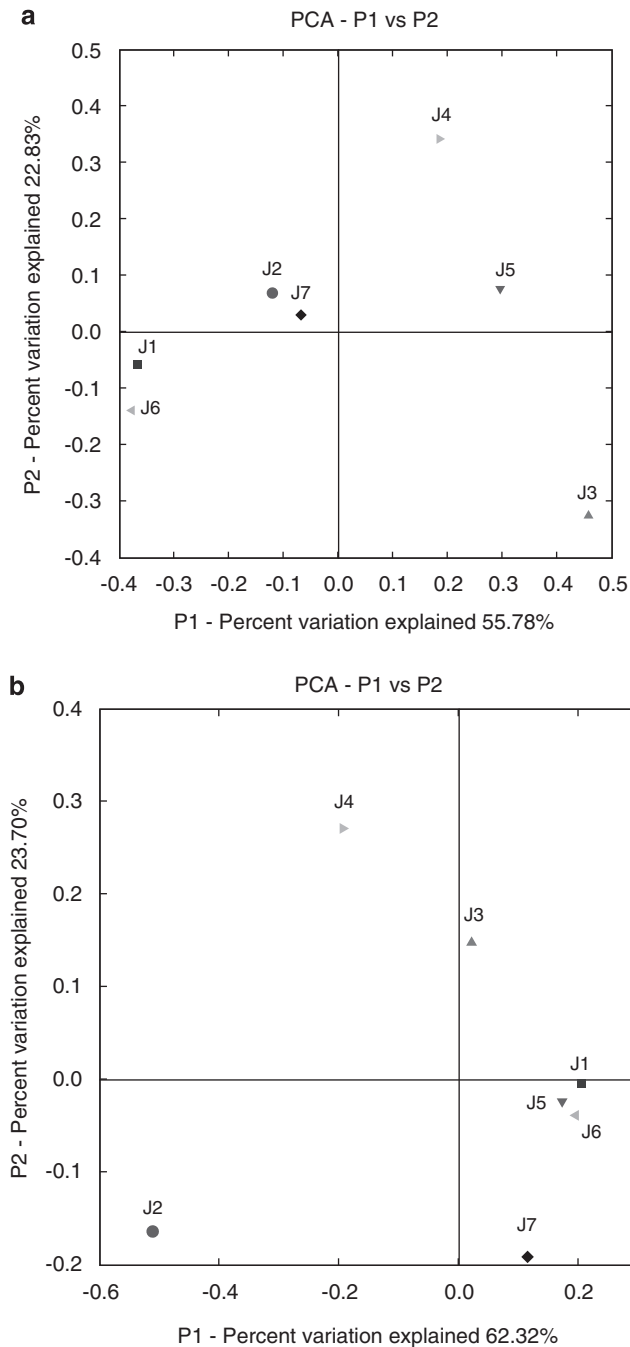 a
PCA - P1 vs P2
0.5
0.4
0.3
0.2
0.1
0.0
-0.1
-0.2
-0.3
-0.4
P2 - Percent variation explained 22.83%
J4
J5
J2
J7
J1
J6
J3
-0.4 -0.3 -0.2 -0.1 0.0 0.1 0.2 0.3 0.4 0.5
P1 - Percent variation explained 55.78%
b
PCA - P1 vs P2
0.4
0.3
0.2
0.1
0.0
-0.1
-0.2
P2 - Percent variation explained 23.70%
J4
J3
J1
J5
J6
J2
J7
-0.6 -0.4 -0.2 0.0 0.2
P1 - Percent variation explained 62.32%